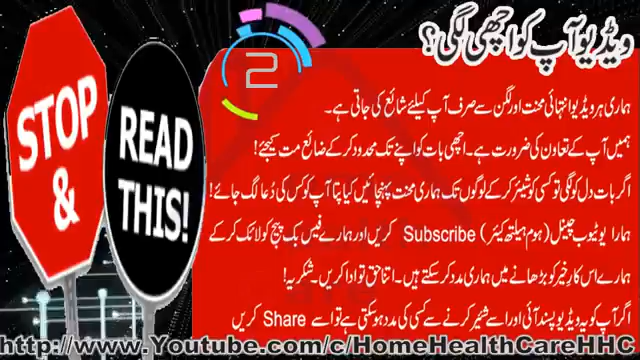 ویڈیو آپ کو اچھی لگی؟
2
STOP
&
READ
THIS!
ہماری ہر ویڈیو انتہائی محنت اور لگن سے صرف آپ کیلئے شائع کی جاتی ہے۔
ہمیں آپ کے تعاون کی ضرورت ہے۔ اچھی بات کو اپنے تک محدود کر کے ضائع مت کیجئے!
اگر بات دل کو لگی تو کسی کو شیئر کر کے لوگوں تک ہماری محنت پہنچائیں کیا پتا آپ کو کس کی دُعا لگ جائے!
ہمارا یوٹیوب چینل (ہوم ہیلتھ کیئر) Subscribe کریں اور ہمارے فیس بک پیج کو لائک کر کے
ہمارے اس کارِ خیر کو بڑھانے میں ہماری مدد کر سکتے ہیں۔ اتنا حق تو ادا کریں۔ شکریہ!
اگر آپ کو یہ ویڈیو پسند آئی اور اسے شئیر کرنے سے کسی کی مدد ہو سکتی ہے تو اسے Share کریں
http://www.Youtube.com/c/HomeHealthCareHHC